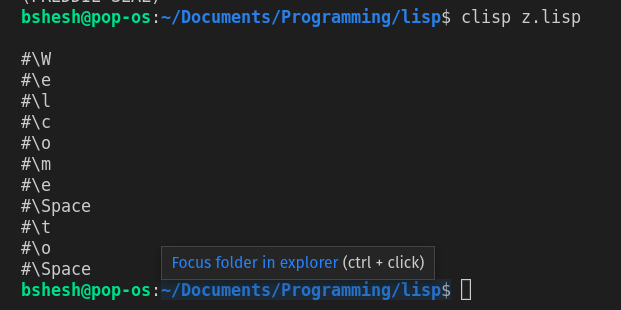 bshesh@pop-os:~/Documents/Programming/lisp$ clisp z.lisp
#\W
#\e
#\l
#\c
#\o
#\m
#\e
#\Space
#\t
#\o
#\Space
Focus folder in explorer (ctrl + click)
bshesh@pop-os:~/Documents/Programming/lisp$